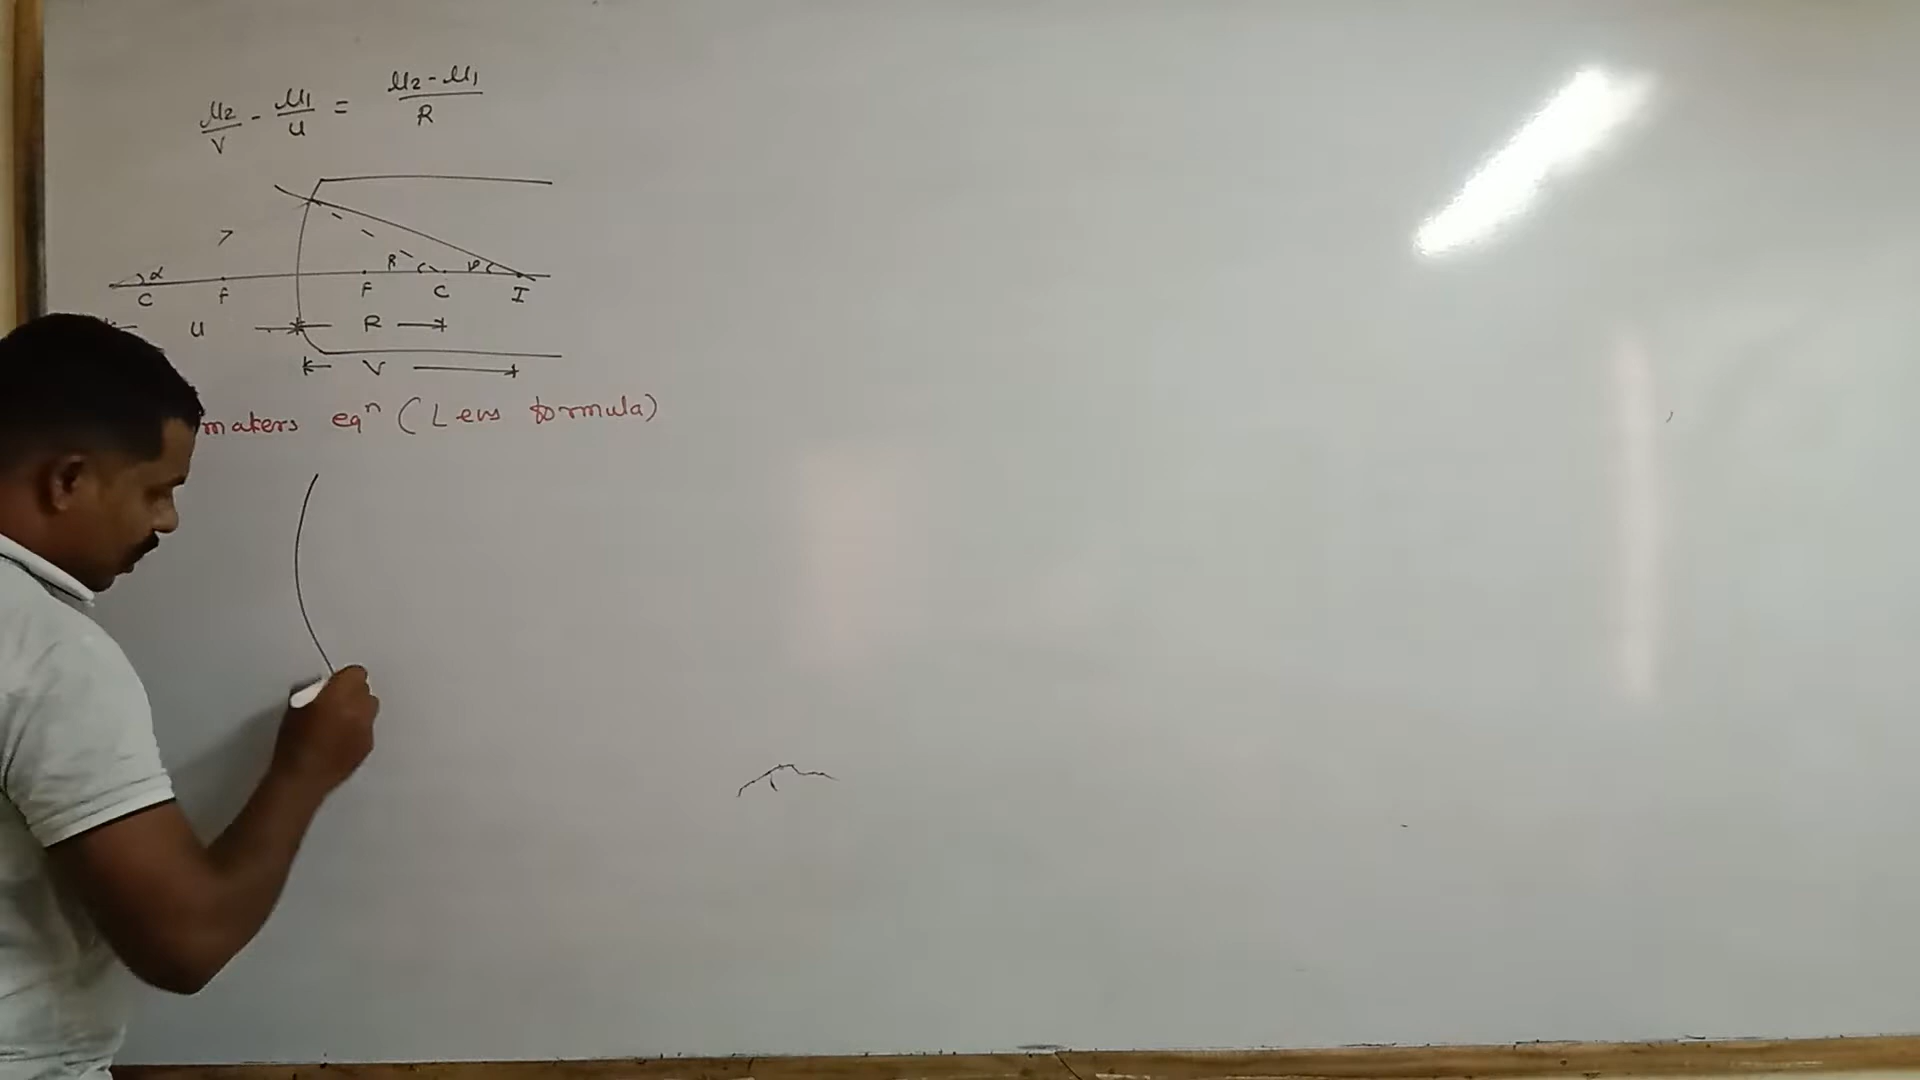 μ2/V - μ1/u = μ2-μ1/R
α
C F F C I
u R
V
makers eqⁿ (Lens formula)